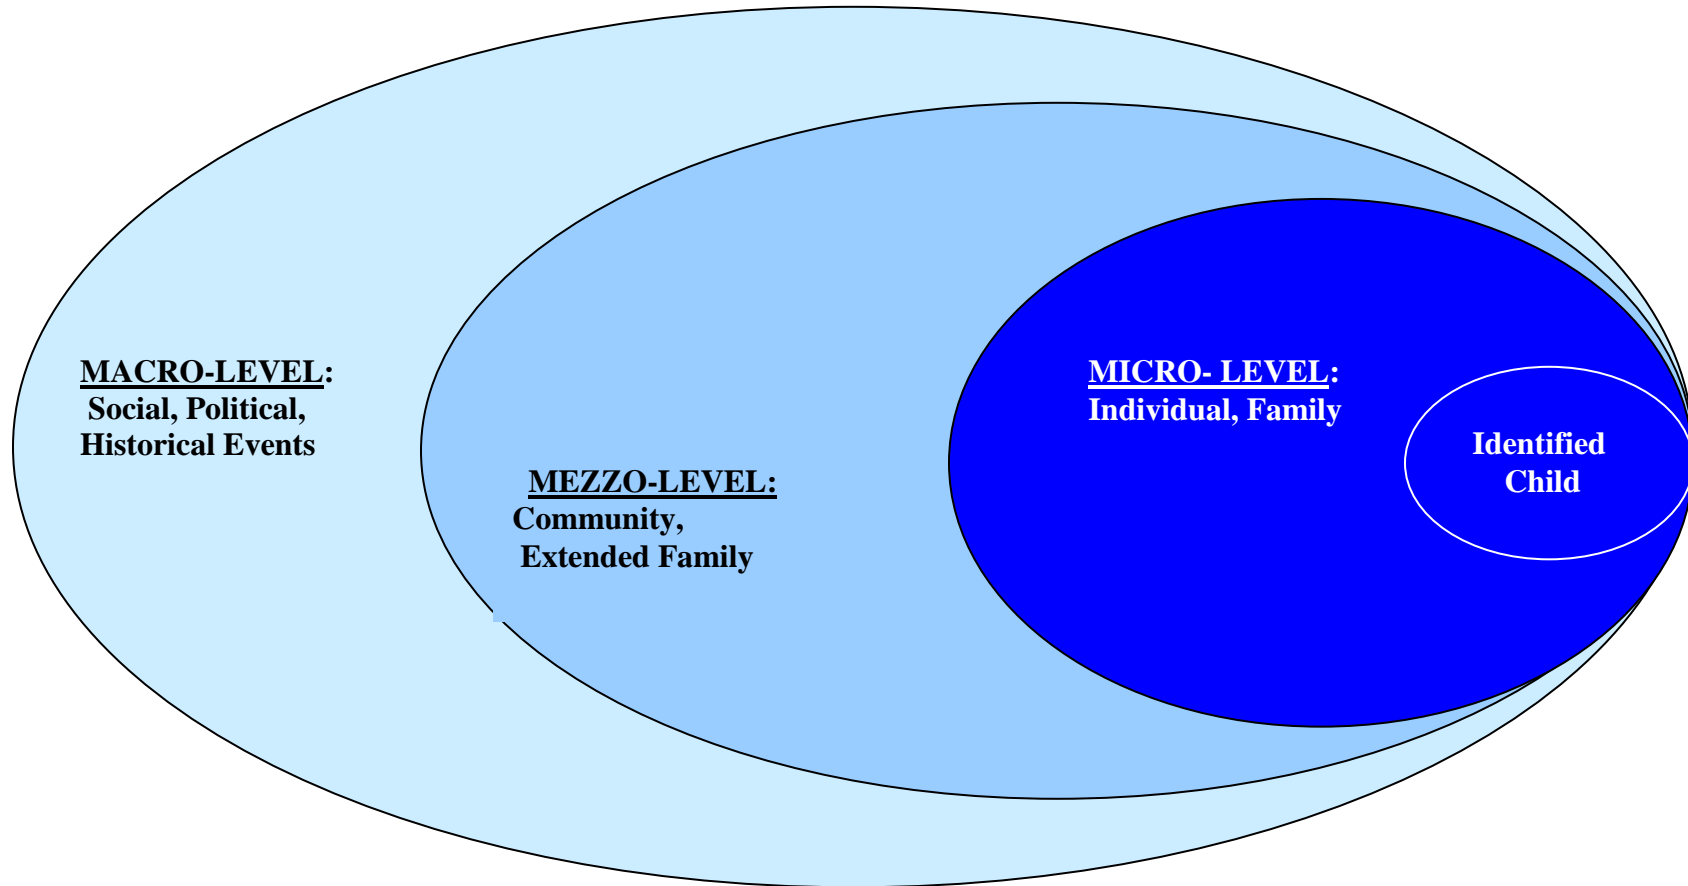 MACRO-LEVEL:
Social, Political,
Historical Events
MEZZO-LEVEL:
Community,
Extended Family
MICRO- LEVEL:
Individual, Family
Identified
Child